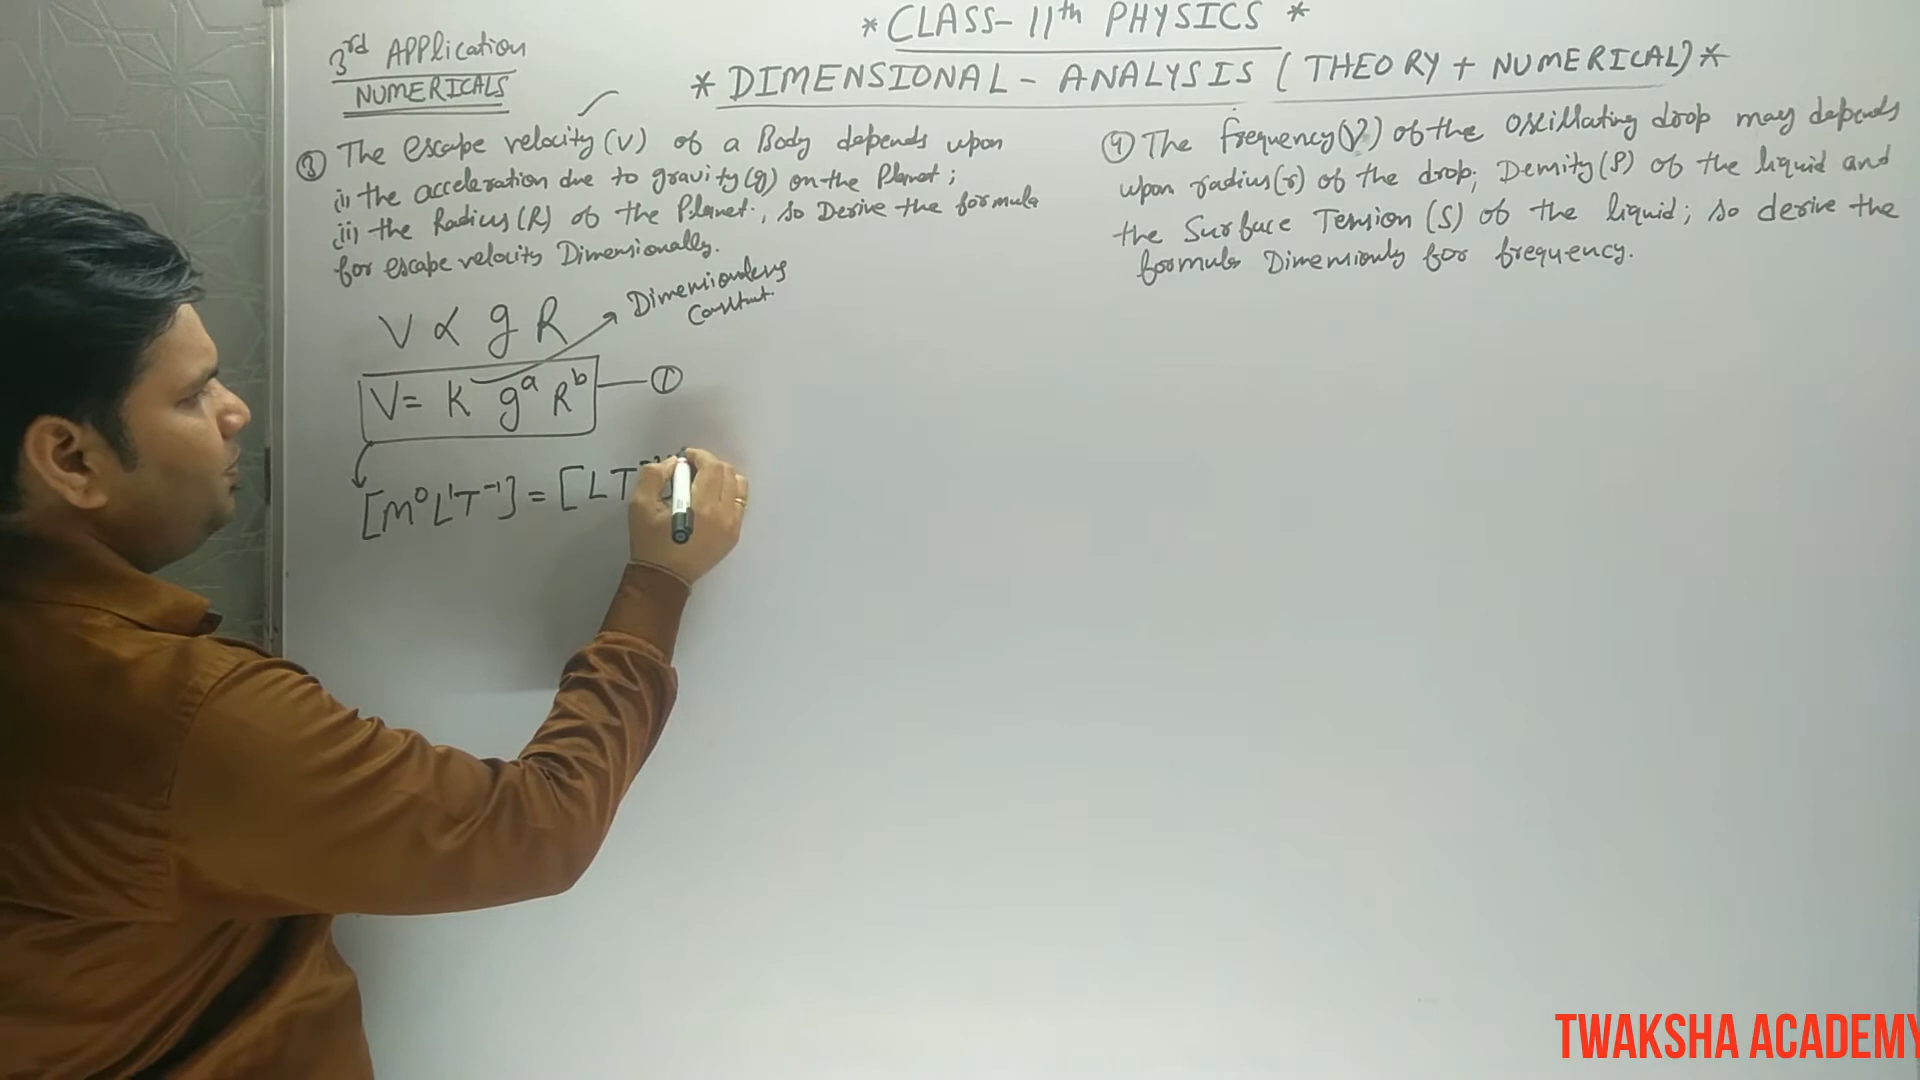 * CLASS- 11th PHYSICS *
* DIMENSIONAL - ANALYSIS ( THEORY + NUMERICAL) *
3rd APPlication
NUMERICALS
③ The escape velocity (V) of a Body depends upon
(i) the acceleration due to gravity (g) on the Planet ;
(ii) the Radius (R) of the Planet. , so Derive the formula
for escape velocity Dimensionally.
V ∝ g R
Dimensionless
Constant.
V = K g^a R^b — ①
[M⁰L¹T⁻¹] = [LT
④ The frequency (ν) of the Oscillating drop may depends
upon radius (r) of the drop; Density (ρ) of the liquid and
the Surface Tension (S) of the liquid ; so derive the
formula Dimensionly for frequency.
TWAKSHA ACADEMY